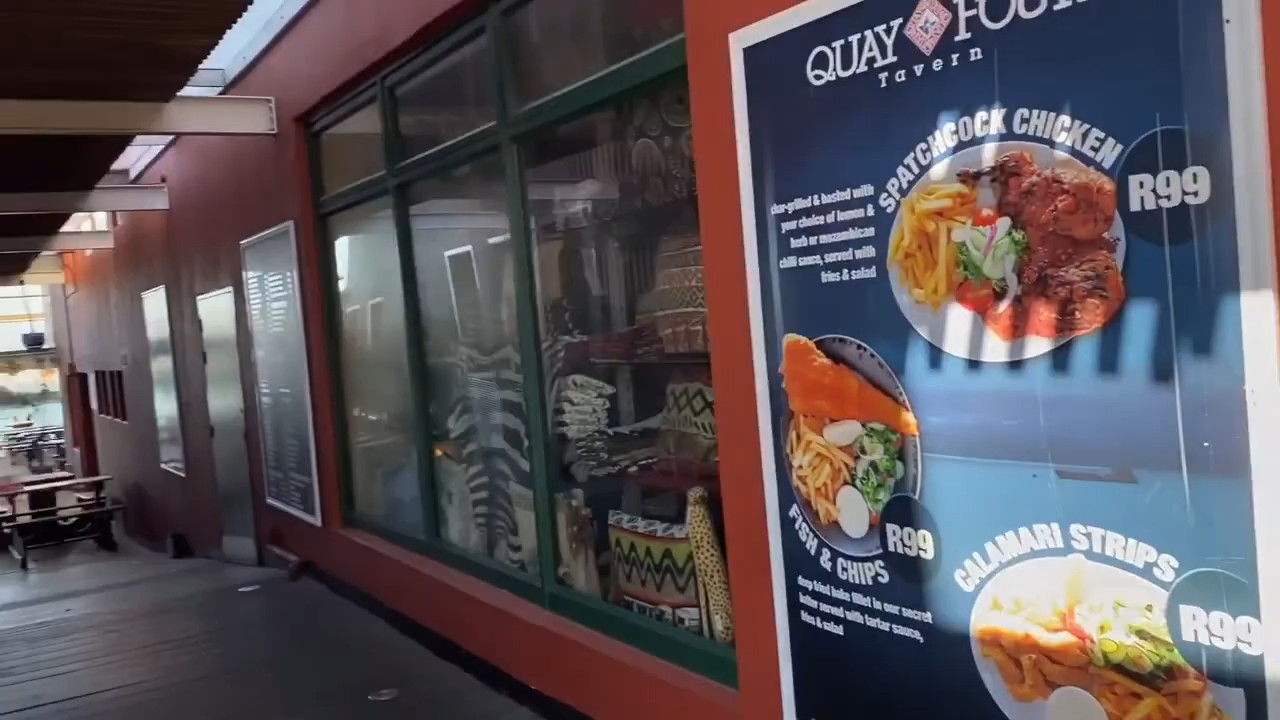 QUAY FOUR
Tavern
SPATCHCOCK CHICKEN
R99
char-grilled & basted with
your choice of lemon &
herb or mozambican
chilli sauce, served with
fries & salad
R99
FISH & CHIPS
deep fried hake fillet in our secret
batter served with tartar sauce,
fries & salad
CALAMARI STRIPS
R99